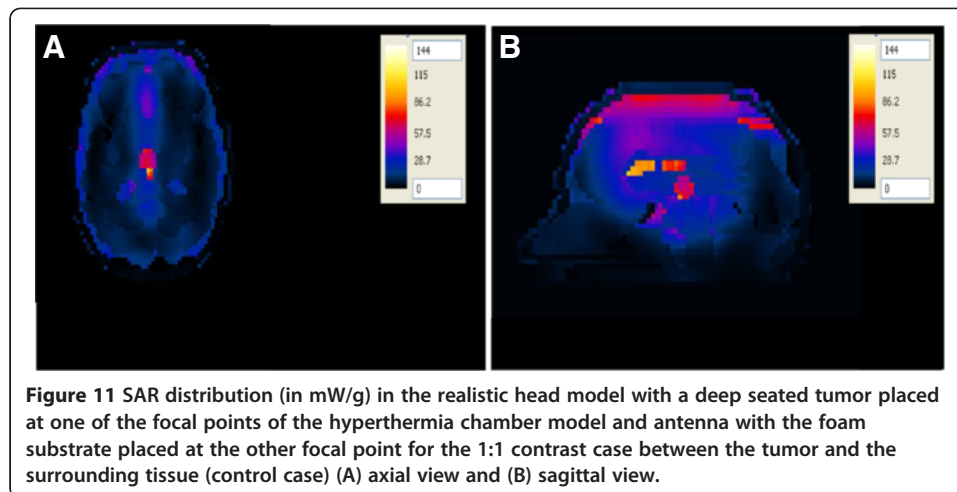 A
144
115
86.2
57.5
28.7
0
B
144
115
86.2
57.5
28.7
0
Figure 11 SAR distribution (in mW/g) in the realistic head model with a deep seated tumor placed
at one of the focal points of the hyperthermia chamber model and antenna with the foam
substrate placed at the other focal point for the 1:1 contrast case between the tumor and the
surrounding tissue (control case) (A) axial view and (B) sagittal view.